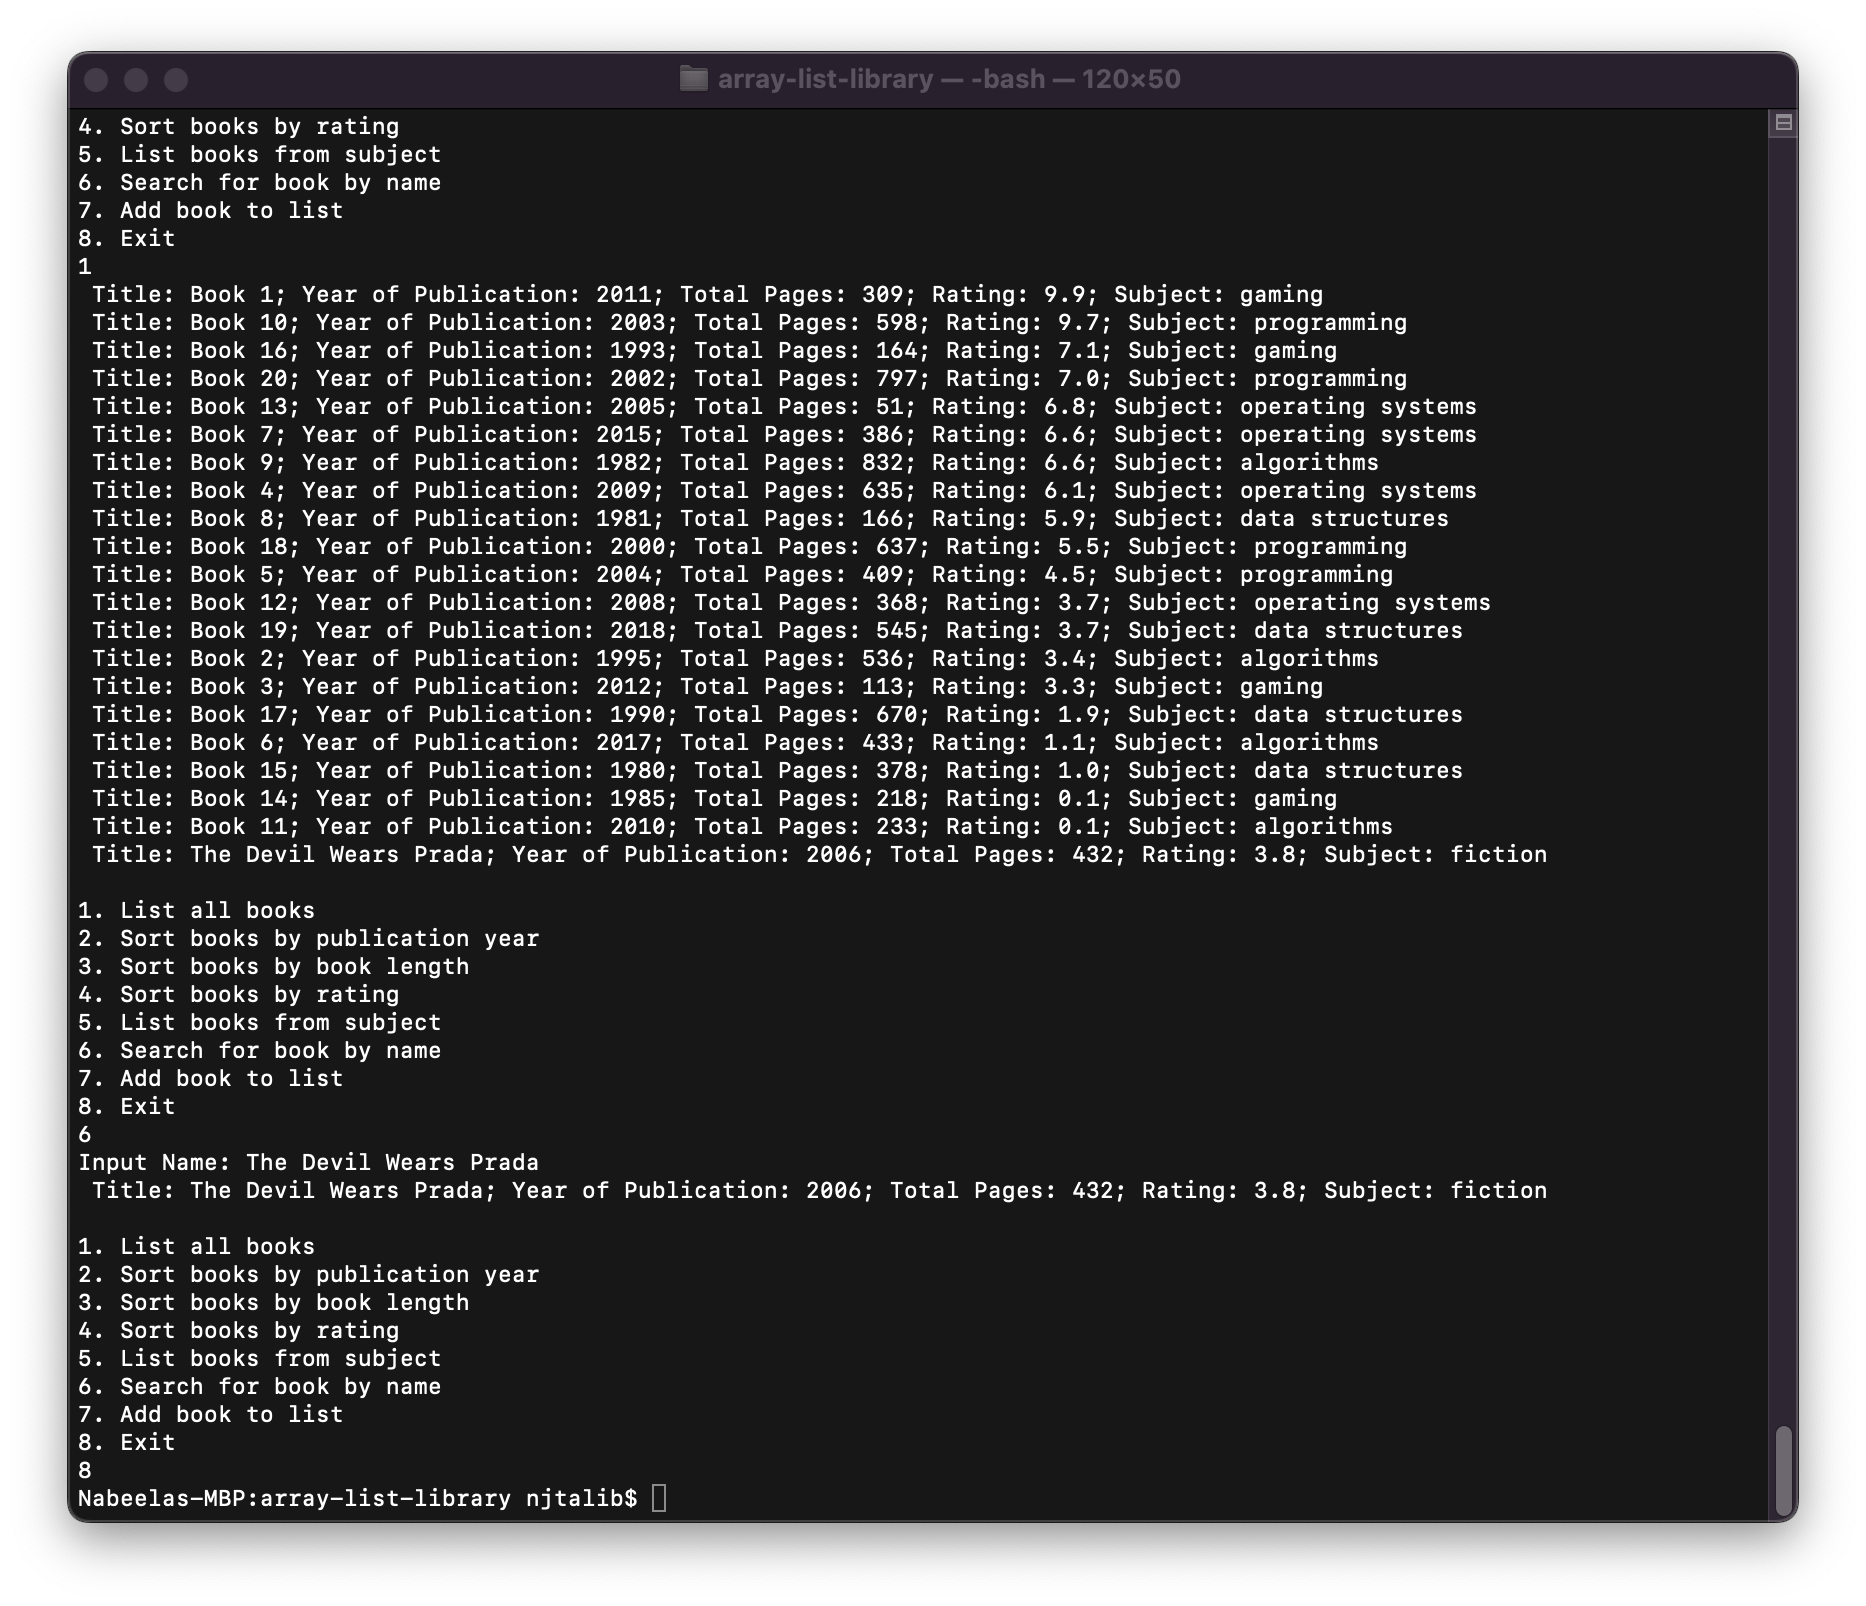 array-list-library — -bash — 120×50
4. Sort books by rating
5. List books from subject
6. Search for book by name
7. Add book to list
8. Exit
1
Title: Book 1; Year of Publication: 2011; Total Pages: 309; Rating: 9.9; Subject: gaming
Title: Book 10; Year of Publication: 2003; Total Pages: 598; Rating: 9.7; Subject: programming
Title: Book 16; Year of Publication: 1993; Total Pages: 164; Rating: 7.1; Subject: gaming
Title: Book 20; Year of Publication: 2002; Total Pages: 797; Rating: 7.0; Subject: programming
Title: Book 13; Year of Publication: 2005; Total Pages: 51; Rating: 6.8; Subject: operating systems
Title: Book 7; Year of Publication: 2015; Total Pages: 386; Rating: 6.6; Subject: operating systems
Title: Book 9; Year of Publication: 1982; Total Pages: 832; Rating: 6.6; Subject: algorithms
Title: Book 4; Year of Publication: 2009; Total Pages: 635; Rating: 6.1; Subject: operating systems
Title: Book 8; Year of Publication: 1981; Total Pages: 166; Rating: 5.9; Subject: data structures
Title: Book 18; Year of Publication: 2000; Total Pages: 637; Rating: 5.5; Subject: programming
Title: Book 5; Year of Publication: 2004; Total Pages: 409; Rating: 4.5; Subject: programming
Title: Book 12; Year of Publication: 2008; Total Pages: 368; Rating: 3.7; Subject: operating systems
Title: Book 19; Year of Publication: 2018; Total Pages: 545; Rating: 3.7; Subject: data structures
Title: Book 2; Year of Publication: 1995; Total Pages: 536; Rating: 3.4; Subject: algorithms
Title: Book 3; Year of Publication: 2012; Total Pages: 113; Rating: 3.3; Subject: gaming
Title: Book 17; Year of Publication: 1990; Total Pages: 670; Rating: 1.9; Subject: data structures
Title: Book 6; Year of Publication: 2017; Total Pages: 433; Rating: 1.1; Subject: algorithms
Title: Book 15; Year of Publication: 1980; Total Pages: 378; Rating: 1.0; Subject: data structures
Title: Book 14; Year of Publication: 1985; Total Pages: 218; Rating: 0.1; Subject: gaming
Title: Book 11; Year of Publication: 2010; Total Pages: 233; Rating: 0.1; Subject: algorithms
Title: The Devil Wears Prada; Year of Publication: 2006; Total Pages: 432; Rating: 3.8; Subject: fiction
1. List all books
2. Sort books by publication year
3. Sort books by book length
4. Sort books by rating
5. List books from subject
6. Search for book by name
7. Add book to list
8. Exit
6
Input Name: The Devil Wears Prada
Title: The Devil Wears Prada; Year of Publication: 2006; Total Pages: 432; Rating: 3.8; Subject: fiction
1. List all books
2. Sort books by publication year
3. Sort books by book length
4. Sort books by rating
5. List books from subject
6. Search for book by name
7. Add book to list
8. Exit
8
Nabeelas-MBP:array-list-library njtalib$